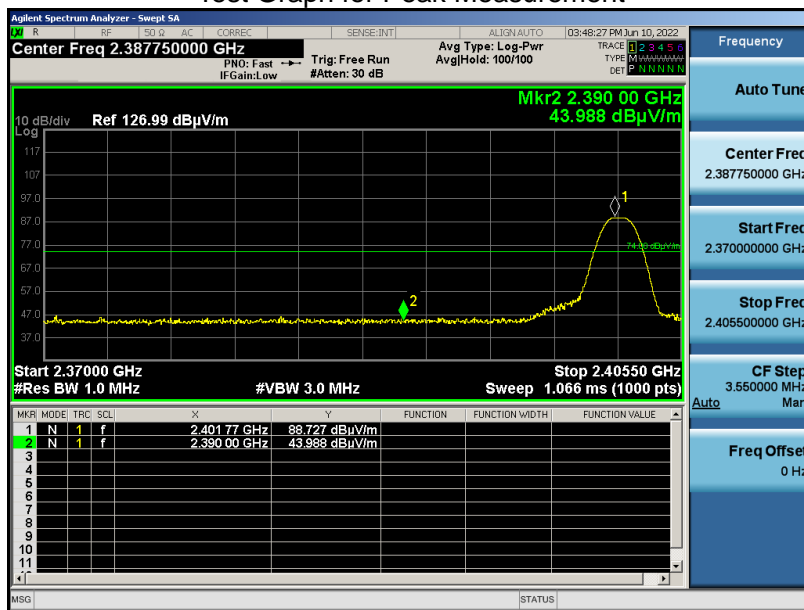 Test Graph for Peak Measurement
Agilent Spectrum Analyzer - Swept SA
LXI R RF 50 Ω AC CORREC SENSE:INT ALIGN AUTO 03:48:27 PM Jun 10, 2022
Center Freq 2.387750000 GHz
PNO: Fast
IFGain:Low
Trig: Free Run
#Atten: 30 dB
Avg Type: Log-Pwr
Avg|Hold: 100/100
TRACE 1 2 3 4 5 6
TYPE M
DET P N N N N N
Mkr2 2.390 00 GHz
43.988 dBµV/m
10 dB/div Ref 126.99 dBµV/m
Log
117
107
97.0
87.0
77.0
67.0
57.0
47.0
37.0
1
2
74.00 dBµV/m
Start 2.37000 GHz Stop 2.40550 GHz
#Res BW 1.0 MHz #VBW 3.0 MHz Sweep 1.066 ms (1000 pts)
MKR MODE TRC SCL X Y FUNCTION FUNCTION WIDTH FUNCTION VALUE
1 N 1 f 2.401 77 GHz 88.727 dBµV/m
2 N 1 f 2.390 00 GHz 43.988 dBµV/m
3
4
5
6
7
8
9
10
11
MSG STATUS
Frequency
Auto Tune
Center Freq
2.387750000 GHz
Start Freq
2.370000000 GHz
Stop Freq
2.405500000 GHz
CF Step
3.550000 MHz
Auto Man
Freq Offset
0 Hz